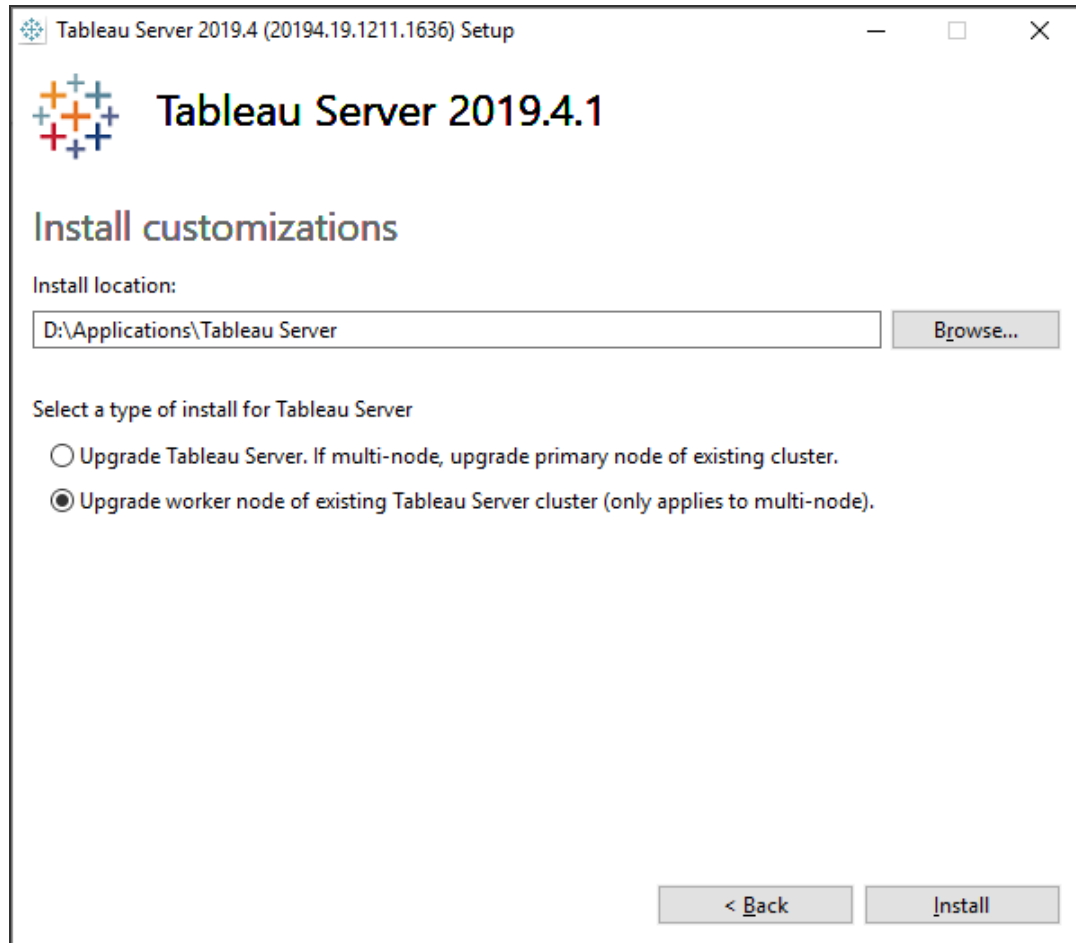 Tableau Server 2019.4 (20194.19.1211.1636) Setup
Tableau Server 2019.4.1
Install customizations
Install location:
D:\Applications\Tableau Server
Browse...
Select a type of install for Tableau Server
Upgrade Tableau Server. If multi-node, upgrade primary node of existing cluster.
Upgrade worker node of existing Tableau Server cluster (only applies to multi-node).
< Back
Install